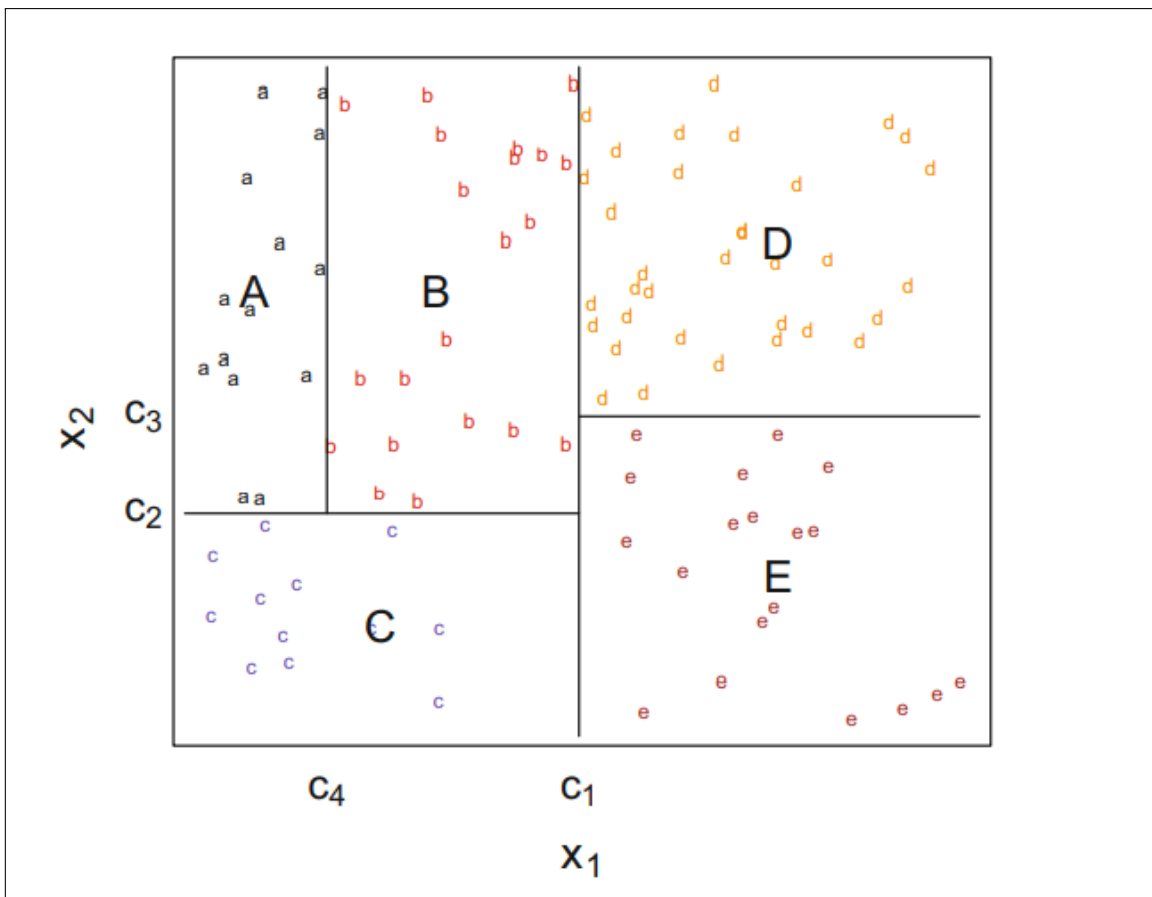 b d
a a b b
d d
a b d d d
b b b b d
d d
a b d d
b d
a b d D
a d d d
d
a A B d d d
a d
d d d d d
b d d d d
a a d
a a b b
d d
c3
b b e e
x2
b b b
e
e e
a a b b
c2 e e
c c e e
e
c
e
c E
c
e
c e
c c C c
c c
e e
c e
e e e
c4 c1
x1